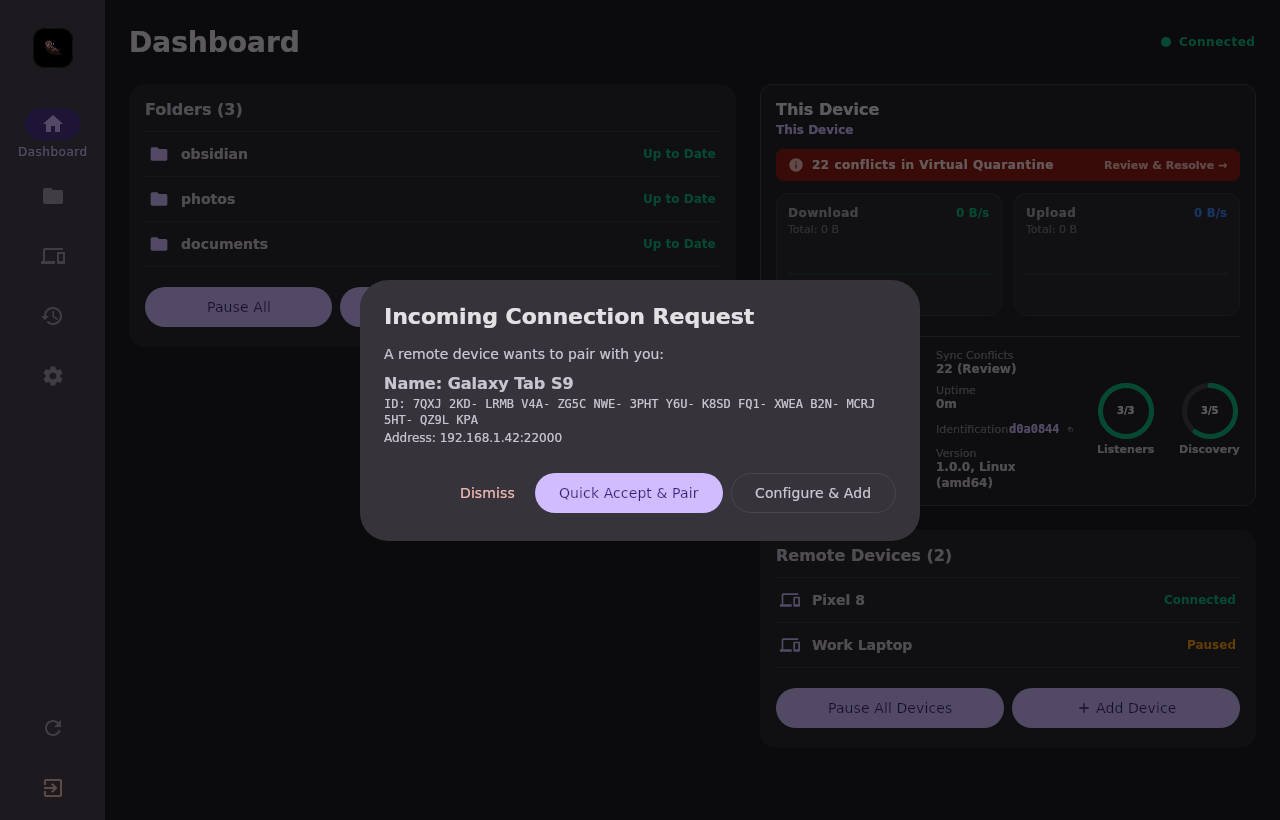 Dashboard
Connected
Dashboard
Folders (3)
obsidian
Up to Date
photos
Up to Date
documents
Up to Date
Pause All
This Device
This Device
22 conflicts in Virtual Quarantine
Review & Resolve →
Download
0 B/s
Total: 0 B
Upload
0 B/s
Total: 0 B
Incoming Connection Request
A remote device wants to pair with you:
Name: Galaxy Tab S9
ID: 7QXJ 2KD- LRMB V4A- ZG5C NWE- 3PHT Y6U- K8SD FQ1- XWEA B2N- MCRJ
5HT- QZ9L KPA
Address: 192.168.1.42:22000
Dismiss
Quick Accept & Pair
Configure & Add
Sync Conflicts
22 (Review)
Uptime
0m
Identification d0a0844
Version
1.0.0, Linux
(amd64)
3/3
Listeners
3/5
Discovery
Remote Devices (2)
Pixel 8
Connected
Work Laptop
Paused
Pause All Devices
+ Add Device